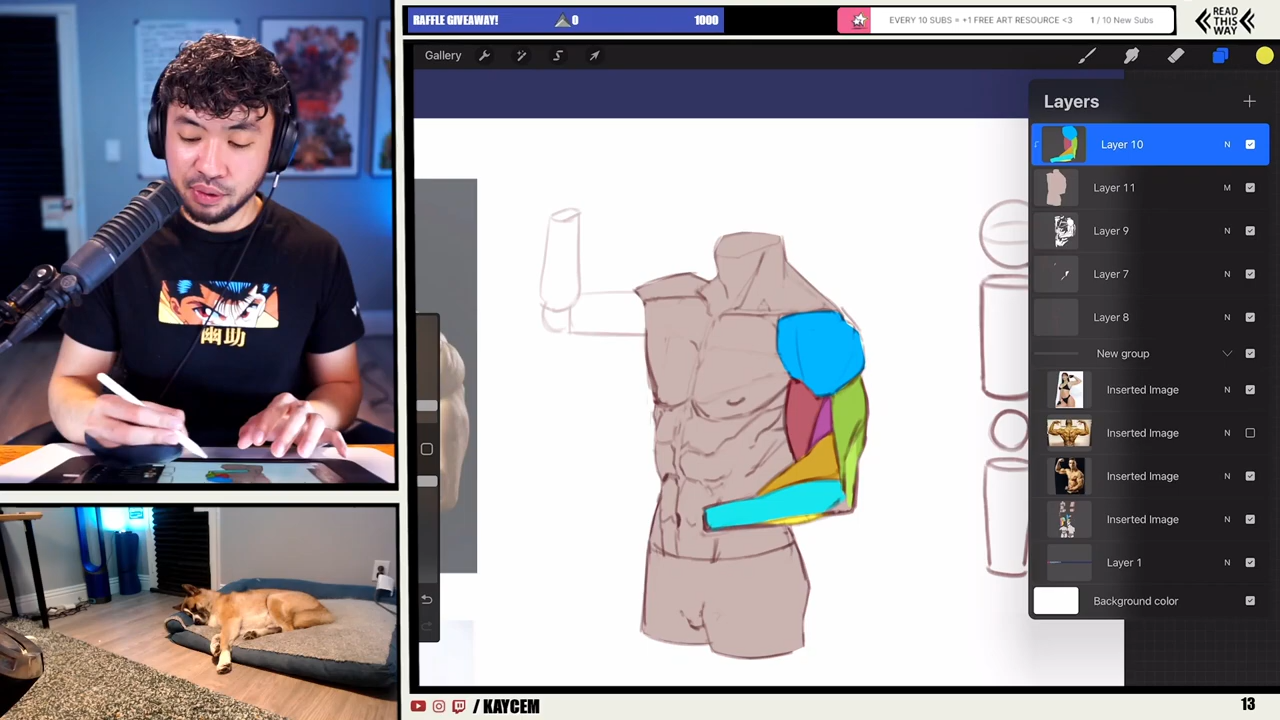 RAFFLE GIVEAWAY! 0 1000
EVERY 10 SUBS = +1 FREE ART RESOURCE <3 1 / 10 New Subs
READ
THIS
WAY
Gallery
Layers
Layer 10 N
Layer 11 M
Layer 9 N
Layer 7 N
Layer 8 N
New group
Inserted Image N
Inserted Image N
Inserted Image N
Inserted Image N
Layer 1 N
Background color
幽助
/ KAYCEM
13